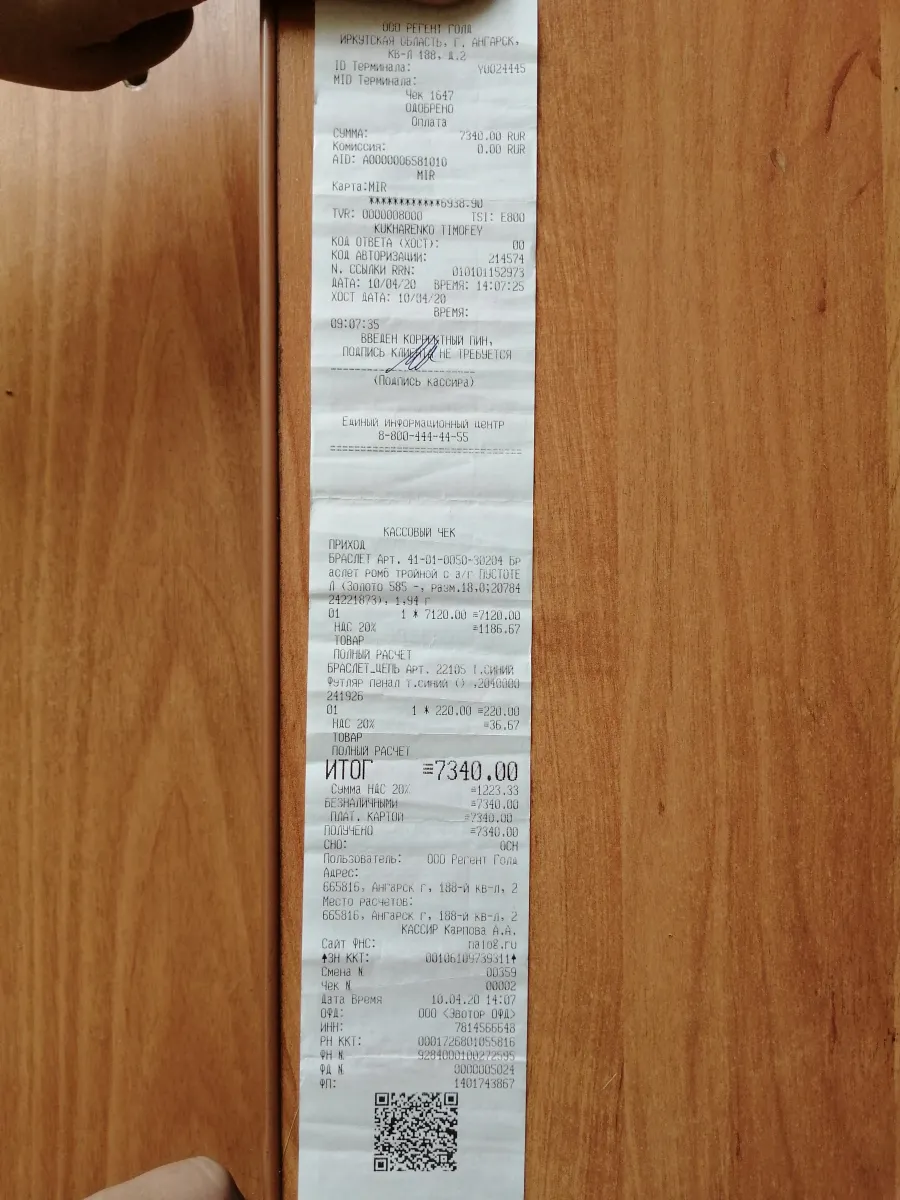 ООО РЕГЕНТ ГОЛД
ИРКУТСКАЯ ОБЛАСТЬ, Г. АНГАРСК,
КВ-Л 188, Д.2
ID Терминала: Y0024445
MID Терминала:
Чек 1647
ОДОБРЕНО
Оплата
СУММА: 7340.00 RUR
Комиссия: 0.00 RUR
AID: A0000006581010
MIR
Карта:MIR
************6938.90
TVR: 0000008000 TSI: E800
KUKHARENKO TIMOFEY
КОД ОТВЕТА (ХОСТ): 00
КОД АВТОРИЗАЦИИ: 214574
N. ССЫЛКИ RRN: 010101152973
ДАТА: 10/04/20 ВРЕМЯ: 14:07:25
ХОСТ ДАТА: 10/04/20
ВРЕМЯ:
09:07:35
ВВЕДЕН КОРРЕКТНЫЙ ПИН,
ПОДПИСЬ КЛИЕНТА НЕ ТРЕБУЕТСЯ
(Подпись кассира)
Единый информационный центр
8-800-444-44-55
================================
КАССОВЫЙ ЧЕК
ПРИХОД
БРАСЛЕТ Арт. 41-01-0050-30204 Бр
аслет ромб тройной с а/г ПУСТОТЕ
Л (Золото 585 -, разм.18,0;20784
24221873), 1,94 г
01 1 * 7120.00 =7120.00
НДС 20% =1186.67
ТОВАР
ПОЛНЫЙ РАСЧЕТ
БРАСЛЕТ_ЦЕПЬ Арт. 22105 Т.СИНИЙ
Футляр пенал т.синий () ,2040000
241926
01 1 * 220.00 =220.00
НДС 20% =36.67
ТОВАР
ПОЛНЫЙ РАСЧЕТ
ИТОГ =7340.00
Сумма НДС 20% =1223.33
БЕЗНАЛИЧНЫМИ =7340.00
ПЛАТ. КАРТОЙ =7340.00
ПОЛУЧЕНО =7340.00
СНО: ОСН
Пользователь: ООО Регент Голд
Адрес:
665816, Ангарск г, 188-й кв-л, 2
Место расчетов:
665816, Ангарск г, 188-й кв-л, 2
КАССИР Карпова А.А.
Сайт ФНС: nalog.ru
↑ЗН ККТ: 00106109739311↑
Смена N 00359
Чек N 00002
Дата Время 10.04.20 14:07
ОФД: ООО <Эвотор ОФД>
ИНН: 7814566648
РН ККТ: 0001726801055816
ФН N 9284000100272595
ФД N 0000005024
ФП: 1401743867